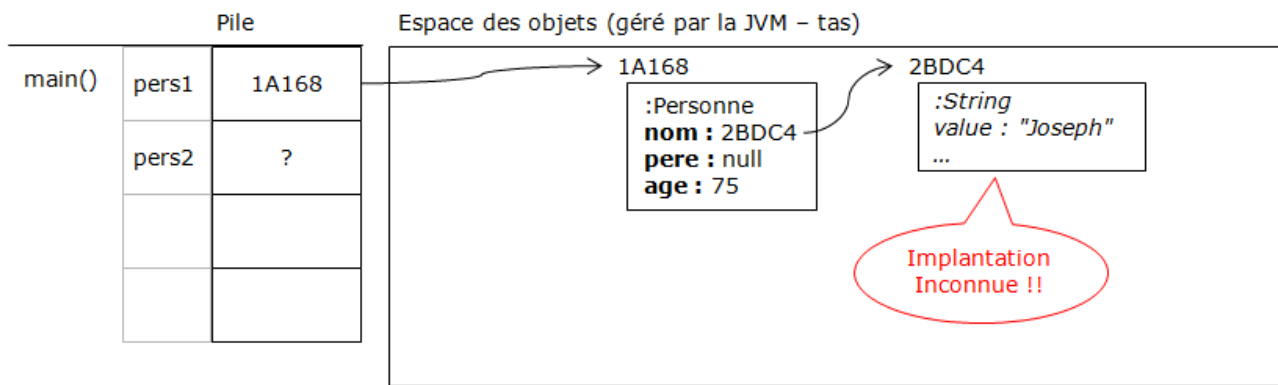 Pile
Espace des objets (géré par la JVM – tas)
main()
pers1
1A168
pers2
?
1A168
:Personne
nom : 2BDC4
pere : null
age : 75
2BDC4
:String
value : "Joseph"
...
Implantation
Inconnue !!